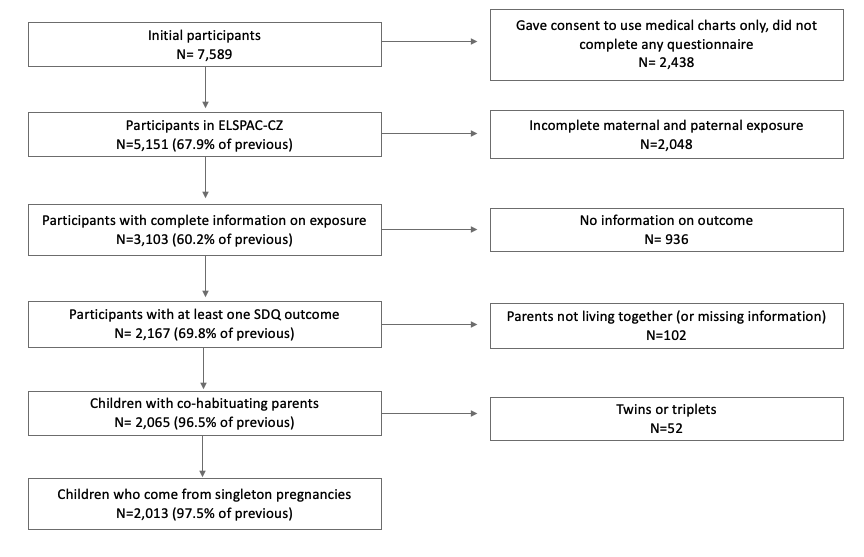 Initial participants
N= 7,589
Gave consent to use medical charts only, did not
complete any questionnaire
N= 2,438
Participants in ELSPAC-CZ
N=5,151 (67.9% of previous)
Incomplete maternal and paternal exposure
N=2,048
Participants with complete information on exposure
N=3,103 (60.2% of previous)
No information on outcome
N= 936
Participants with at least one SDQ outcome
N= 2,167 (69.8% of previous)
Parents not living together (or missing information)
N=102
Children with co-habituating parents
N= 2,065 (96.5% of previous)
Twins or triplets
N=52
Children who come from singleton pregnancies
N=2,013 (97.5% of previous)